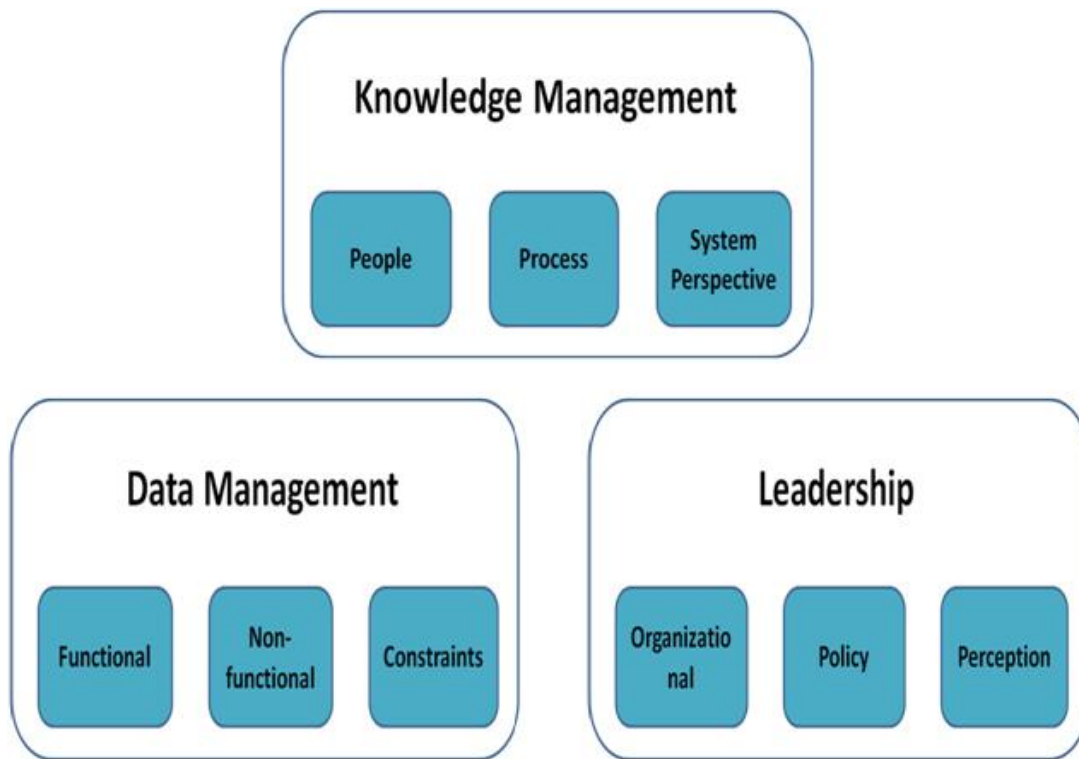 Knowledge Management
People
Process
System
Perspective
Data Management
Functional
Non-
functional
Constraints
Leadership
Organizatio
nal
Policy
Perception